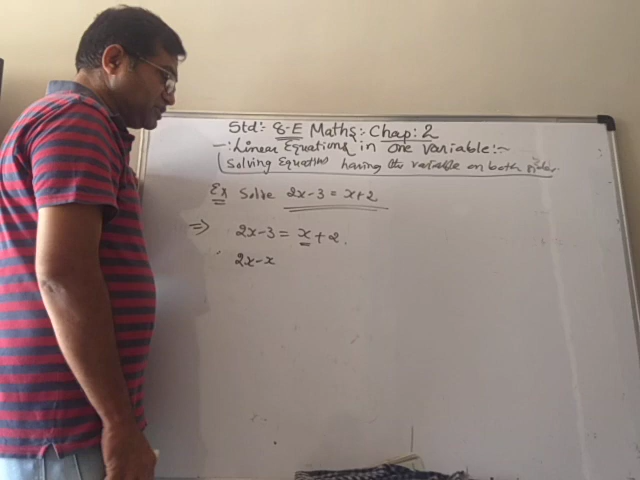 Std:- 8-E Maths:- Chap: 2
-: Linear Equations in One Variable:-
Solving Equations having the variable on both sides
Ex Solve 2x-3 = x+2
⇒ 2x-3 = x+2.
2x-x